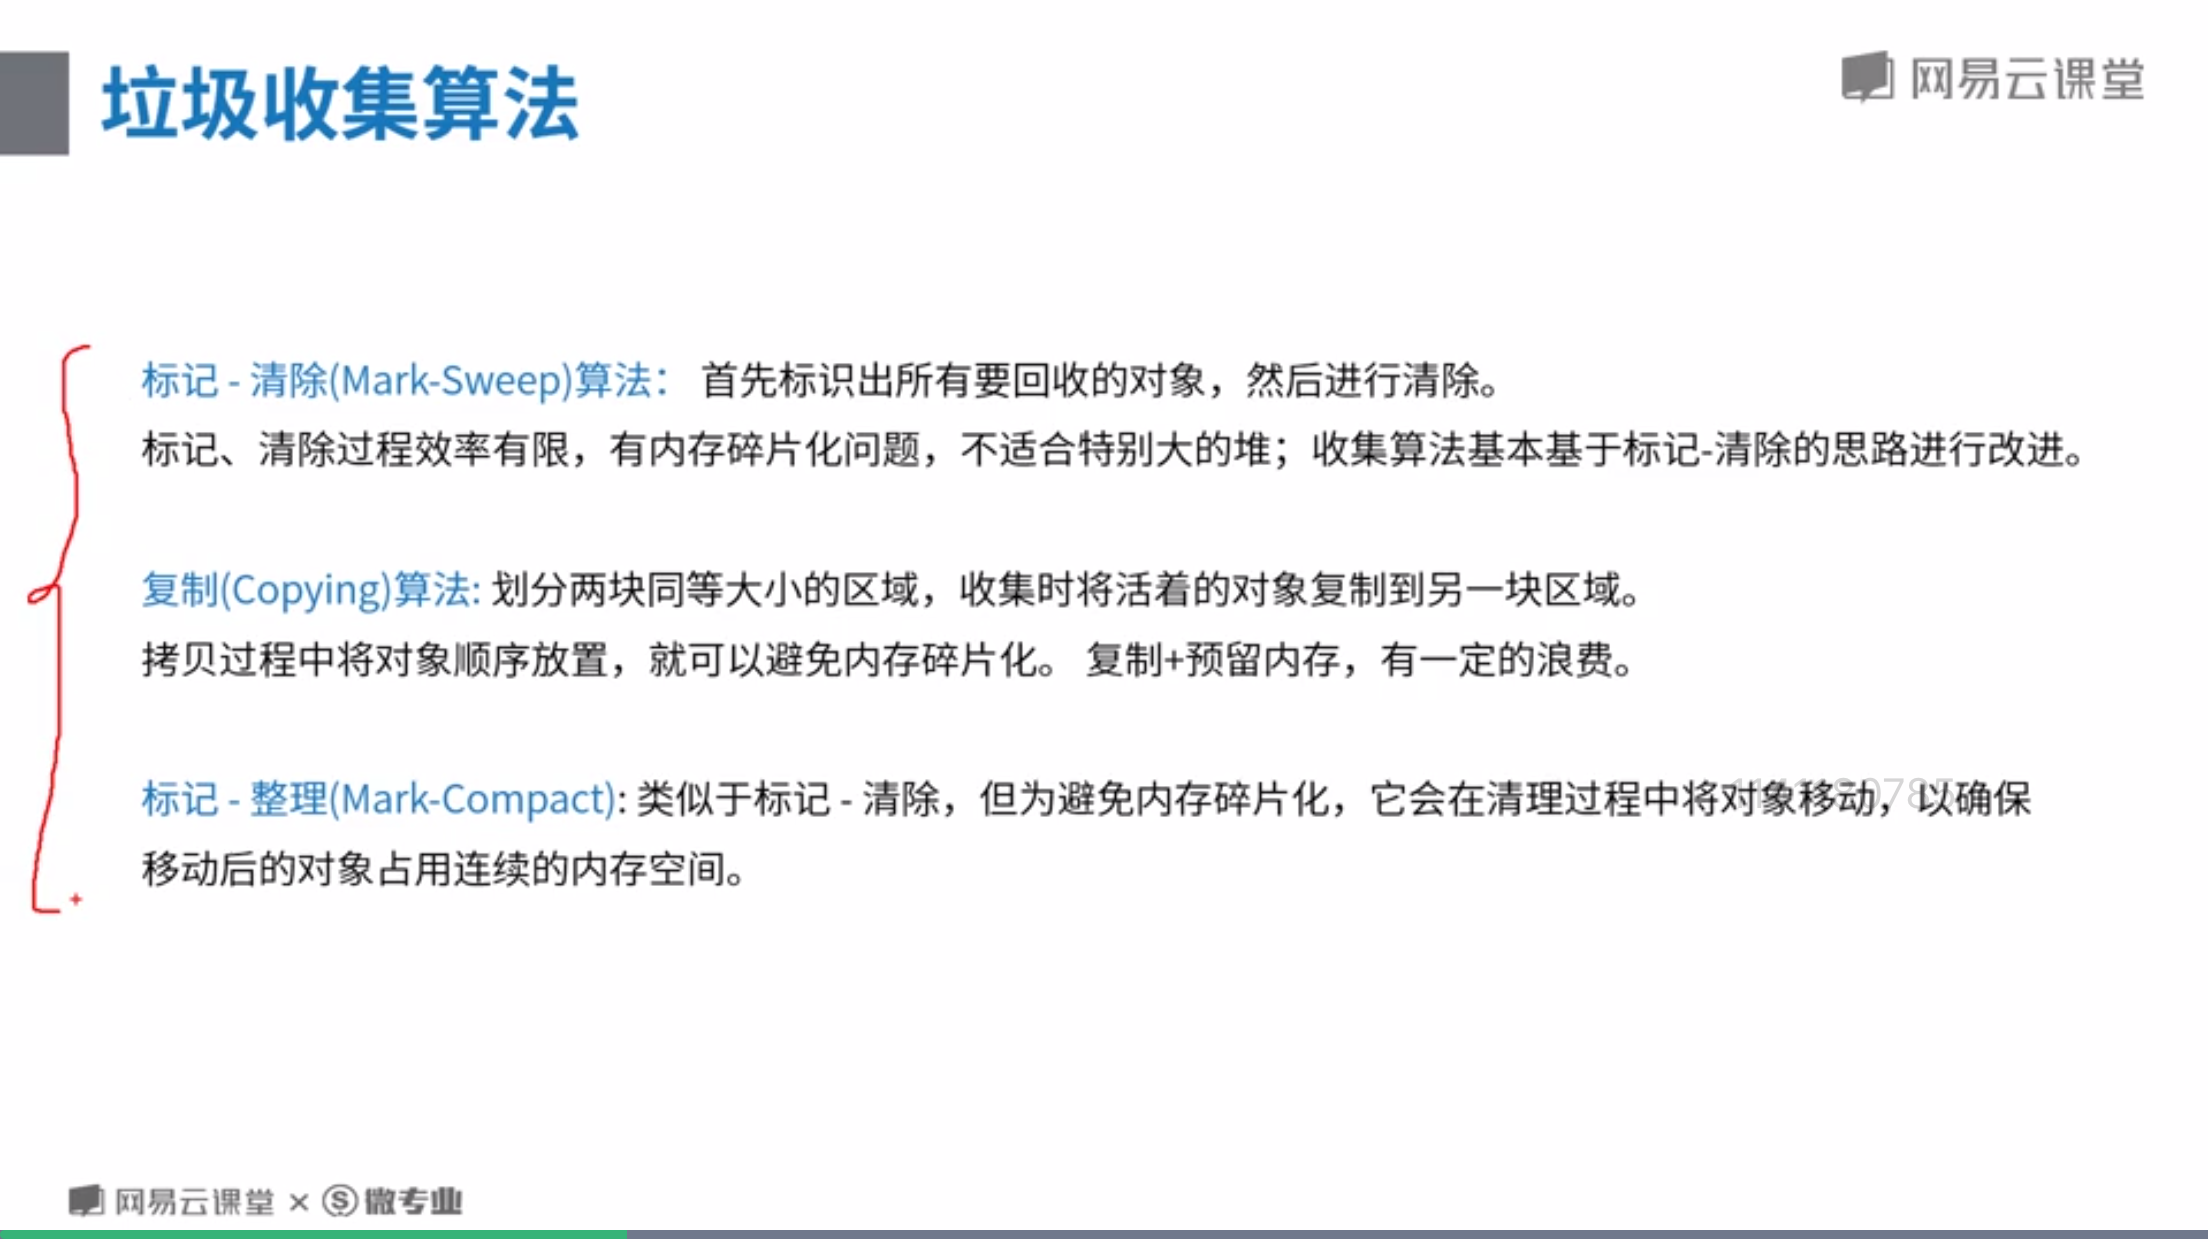 垃圾收集算法
网易云课堂
标记 - 清除(Mark-Sweep)算法： 首先标识出所有要回收的对象，然后进行清除。
标记、清除过程效率有限，有内存碎片化问题，不适合特别大的堆；收集算法基本基于标记-清除的思路进行改进。
复制(Copying)算法: 划分两块同等大小的区域，收集时将活着的对象复制到另一块区域。
拷贝过程中将对象顺序放置，就可以避免内存碎片化。 复制+预留内存，有一定的浪费。
标记 - 整理(Mark-Compact): 类似于标记 - 清除，但为避免内存碎片化，它会在清理过程中将对象移动，以确保
移动后的对象占用连续的内存空间。
网易云课堂 × 微专业